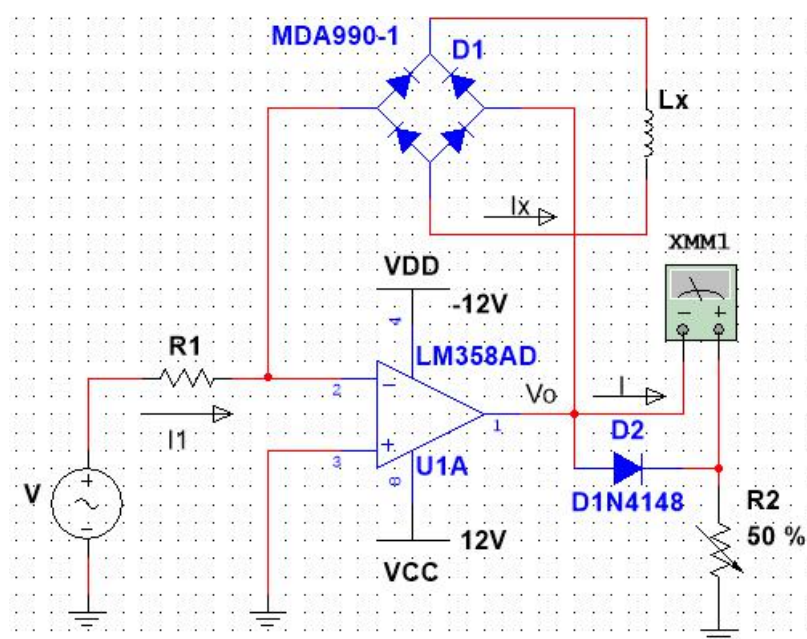 MDA990-1
D1
Lx
Ix
XMM1
VDD
-12V
4
R1
LM358AD
2
Vo
I
1
I1
D2
3
U1A
8
V
D1N4148
R2
50 %
12V
VCC